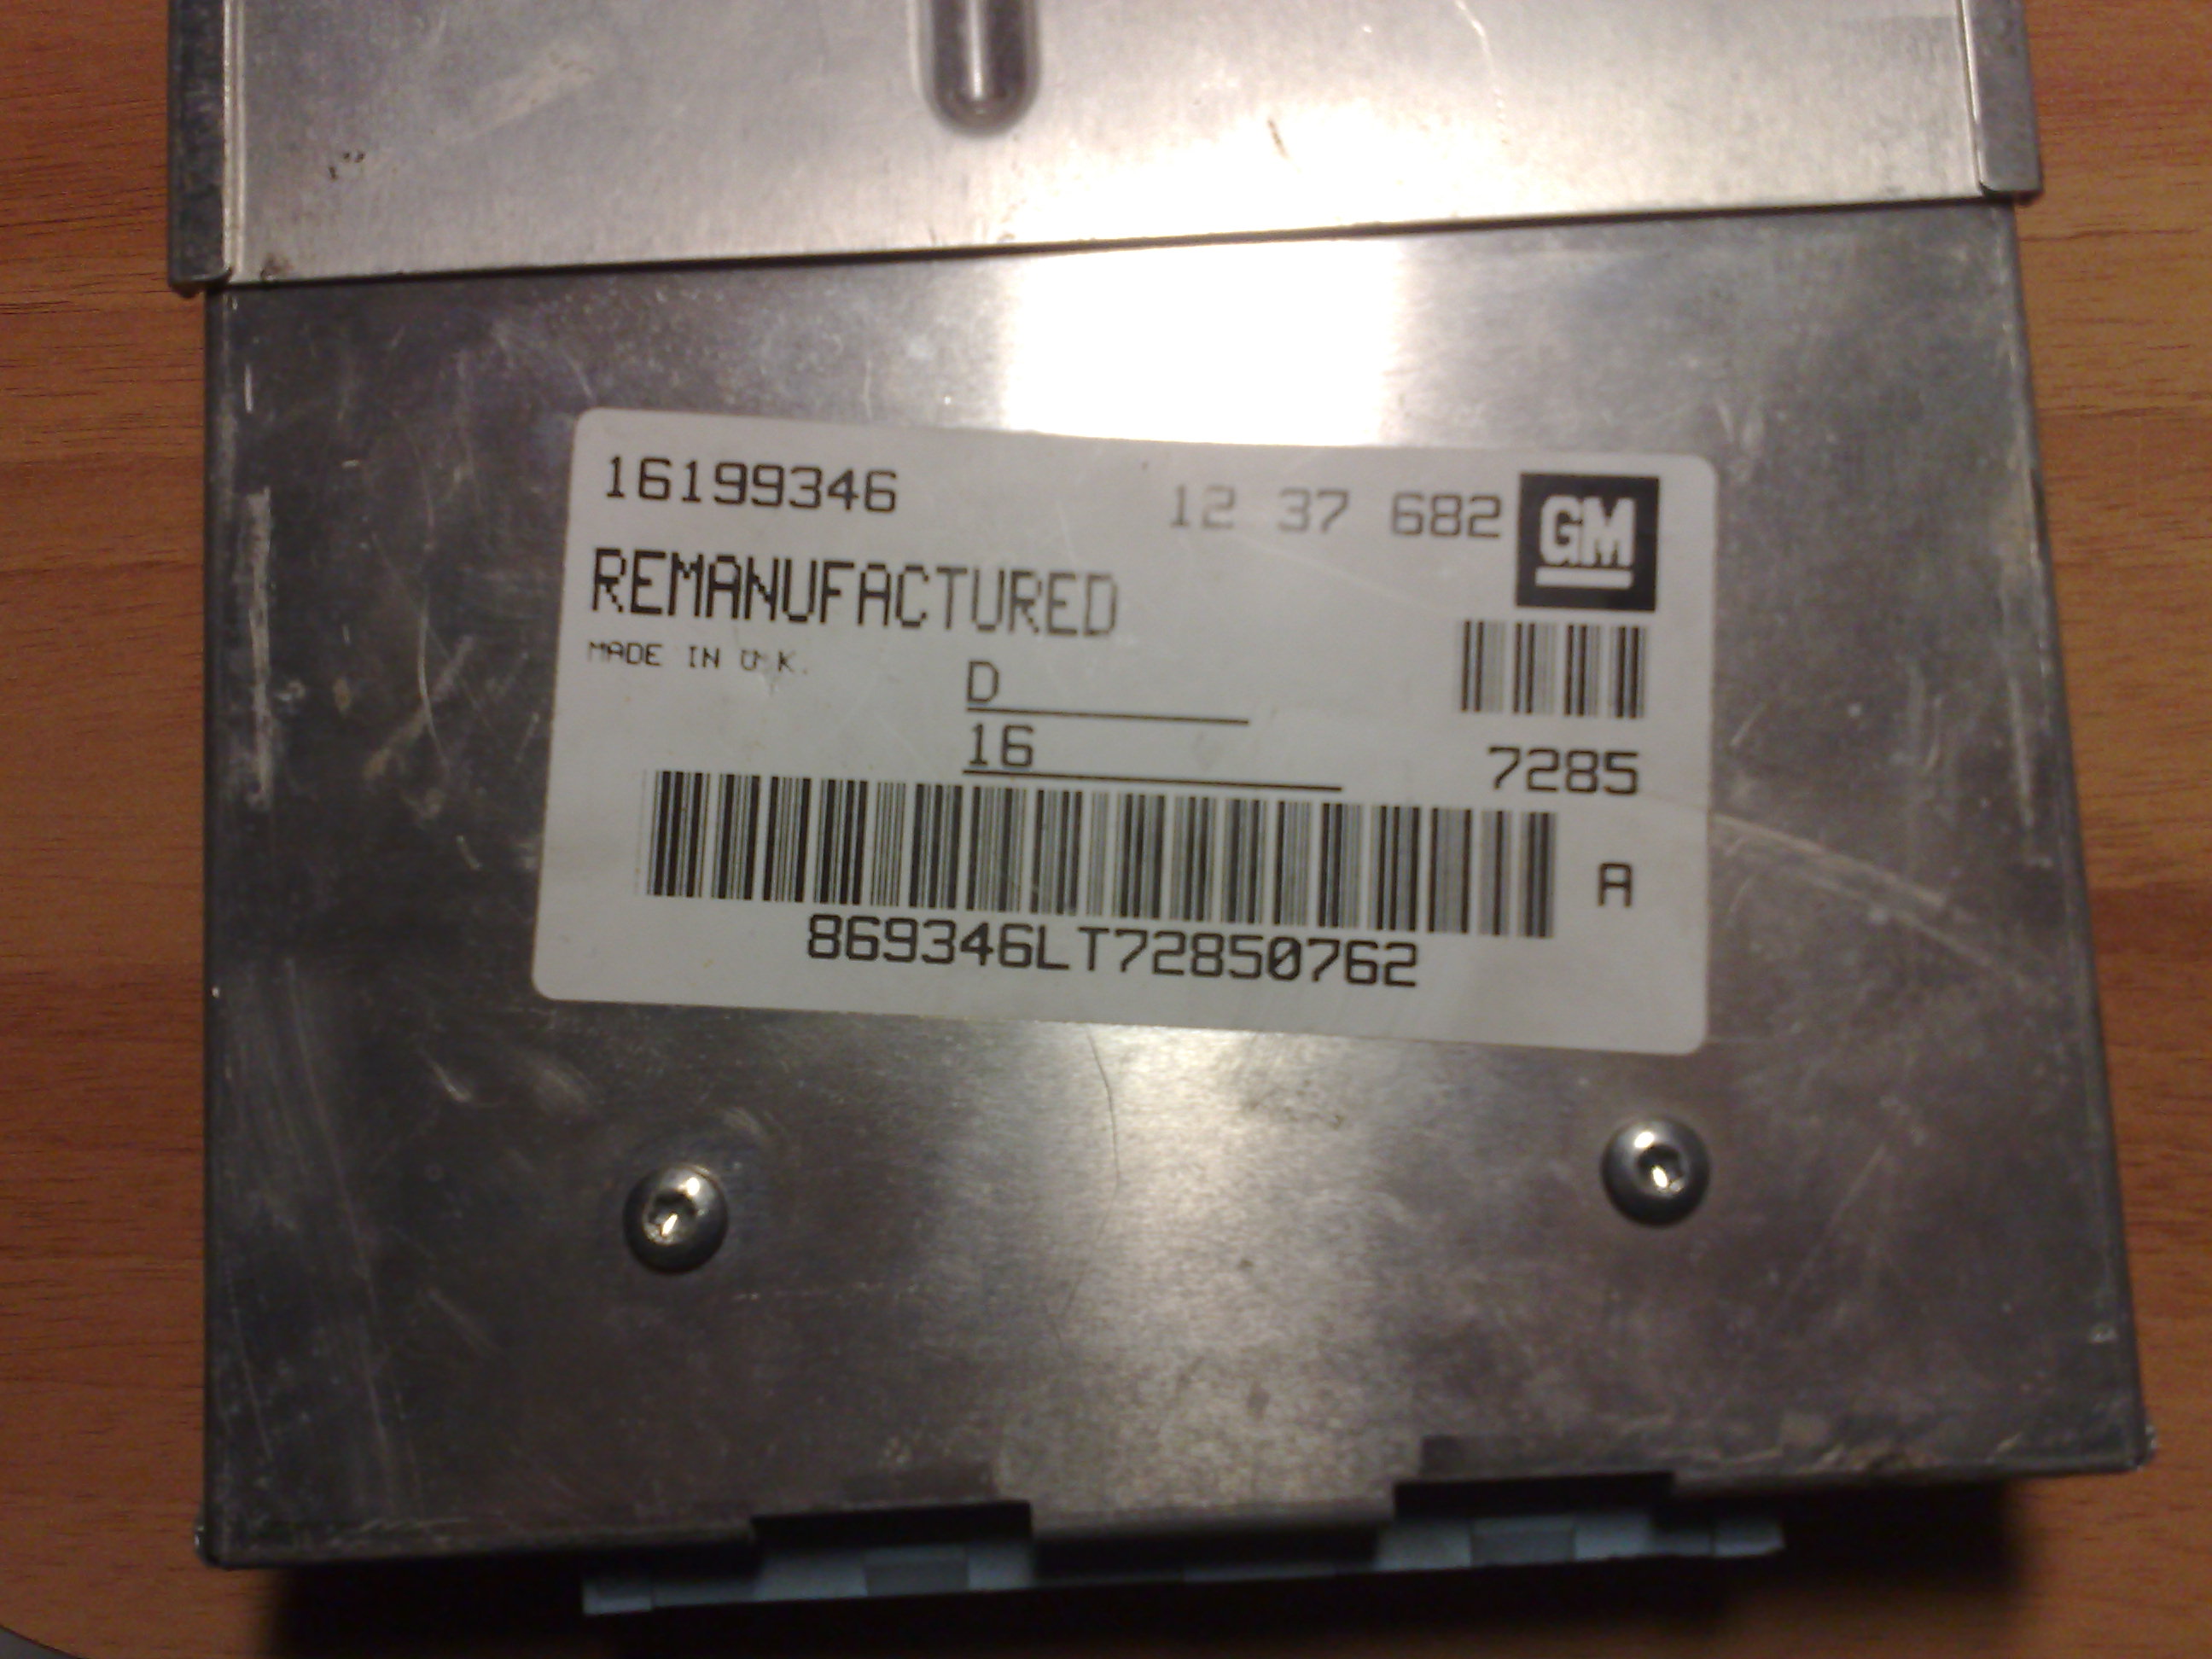 16199346 12 37 682 GM
REMANUFACTURED
MADE IN U.K.
D
16 7285
A
869346LT72850762